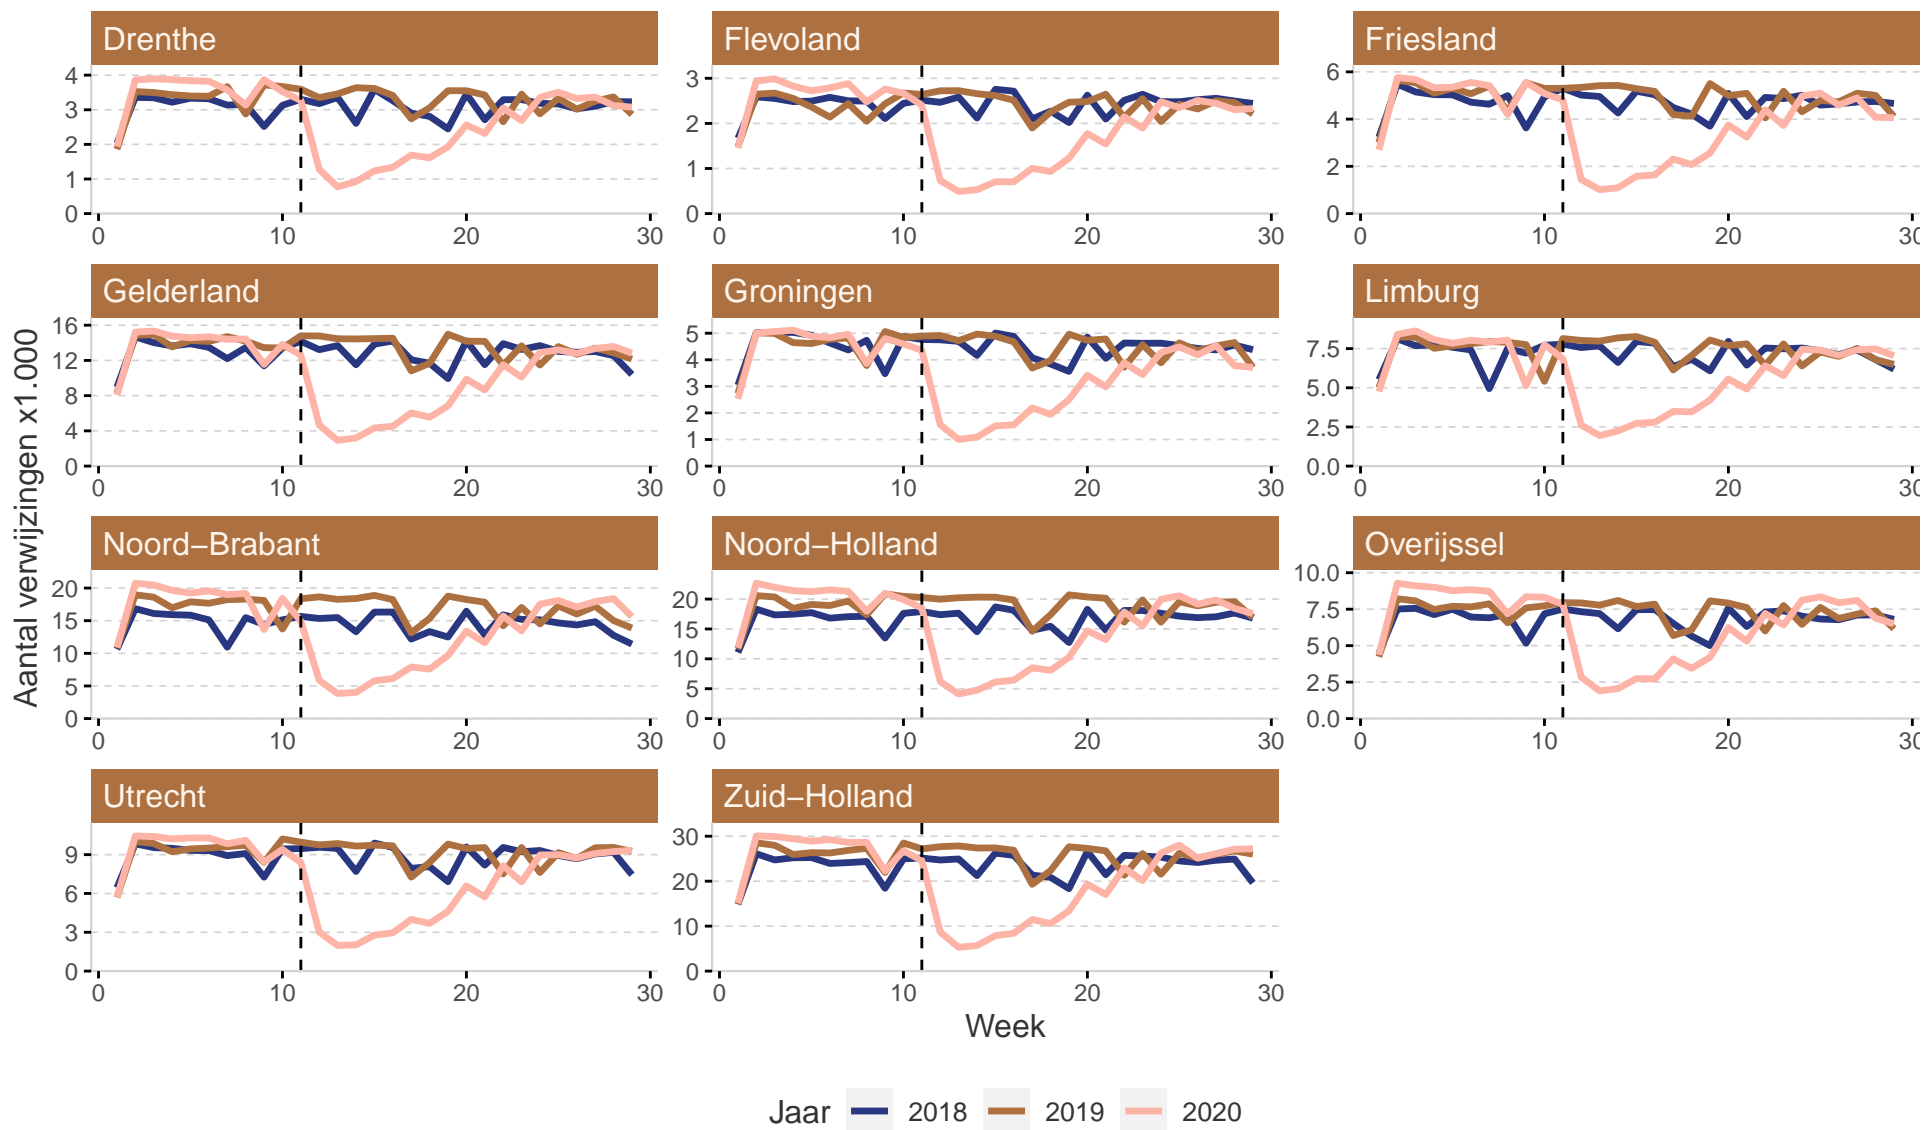 Drenthe
Flevoland
Friesland
4
3
2
1
0
0 10 20 30
3
2
1
0
0 10 20 30
6
4
2
0
0 10 20 30
Gelderland
Groningen
Limburg
16
12
8
4
0
0 10 20 30
5
4
3
2
1
0
0 10 20 30
7.5
5.0
2.5
0.0
0 10 20 30
Aantal verwijzingen x1.000
Noord−Brabant
Noord−Holland
Overijssel
20
15
10
5
0
0 10 20 30
20
15
10
5
0
0 10 20 30
10.0
7.5
5.0
2.5
0.0
0 10 20 30
Utrecht
Zuid−Holland
9
6
3
0
0 10 20 30
30
20
10
0
0 10 20 30
Week
Jaar 2018 2019 2020